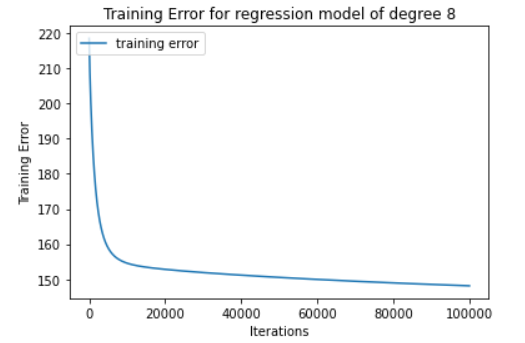 Training Error for regression model of degree 8
training error
Training Error
220
210
200
190
180
170
160
150
0 20000 40000 60000 80000 100000
Iterations